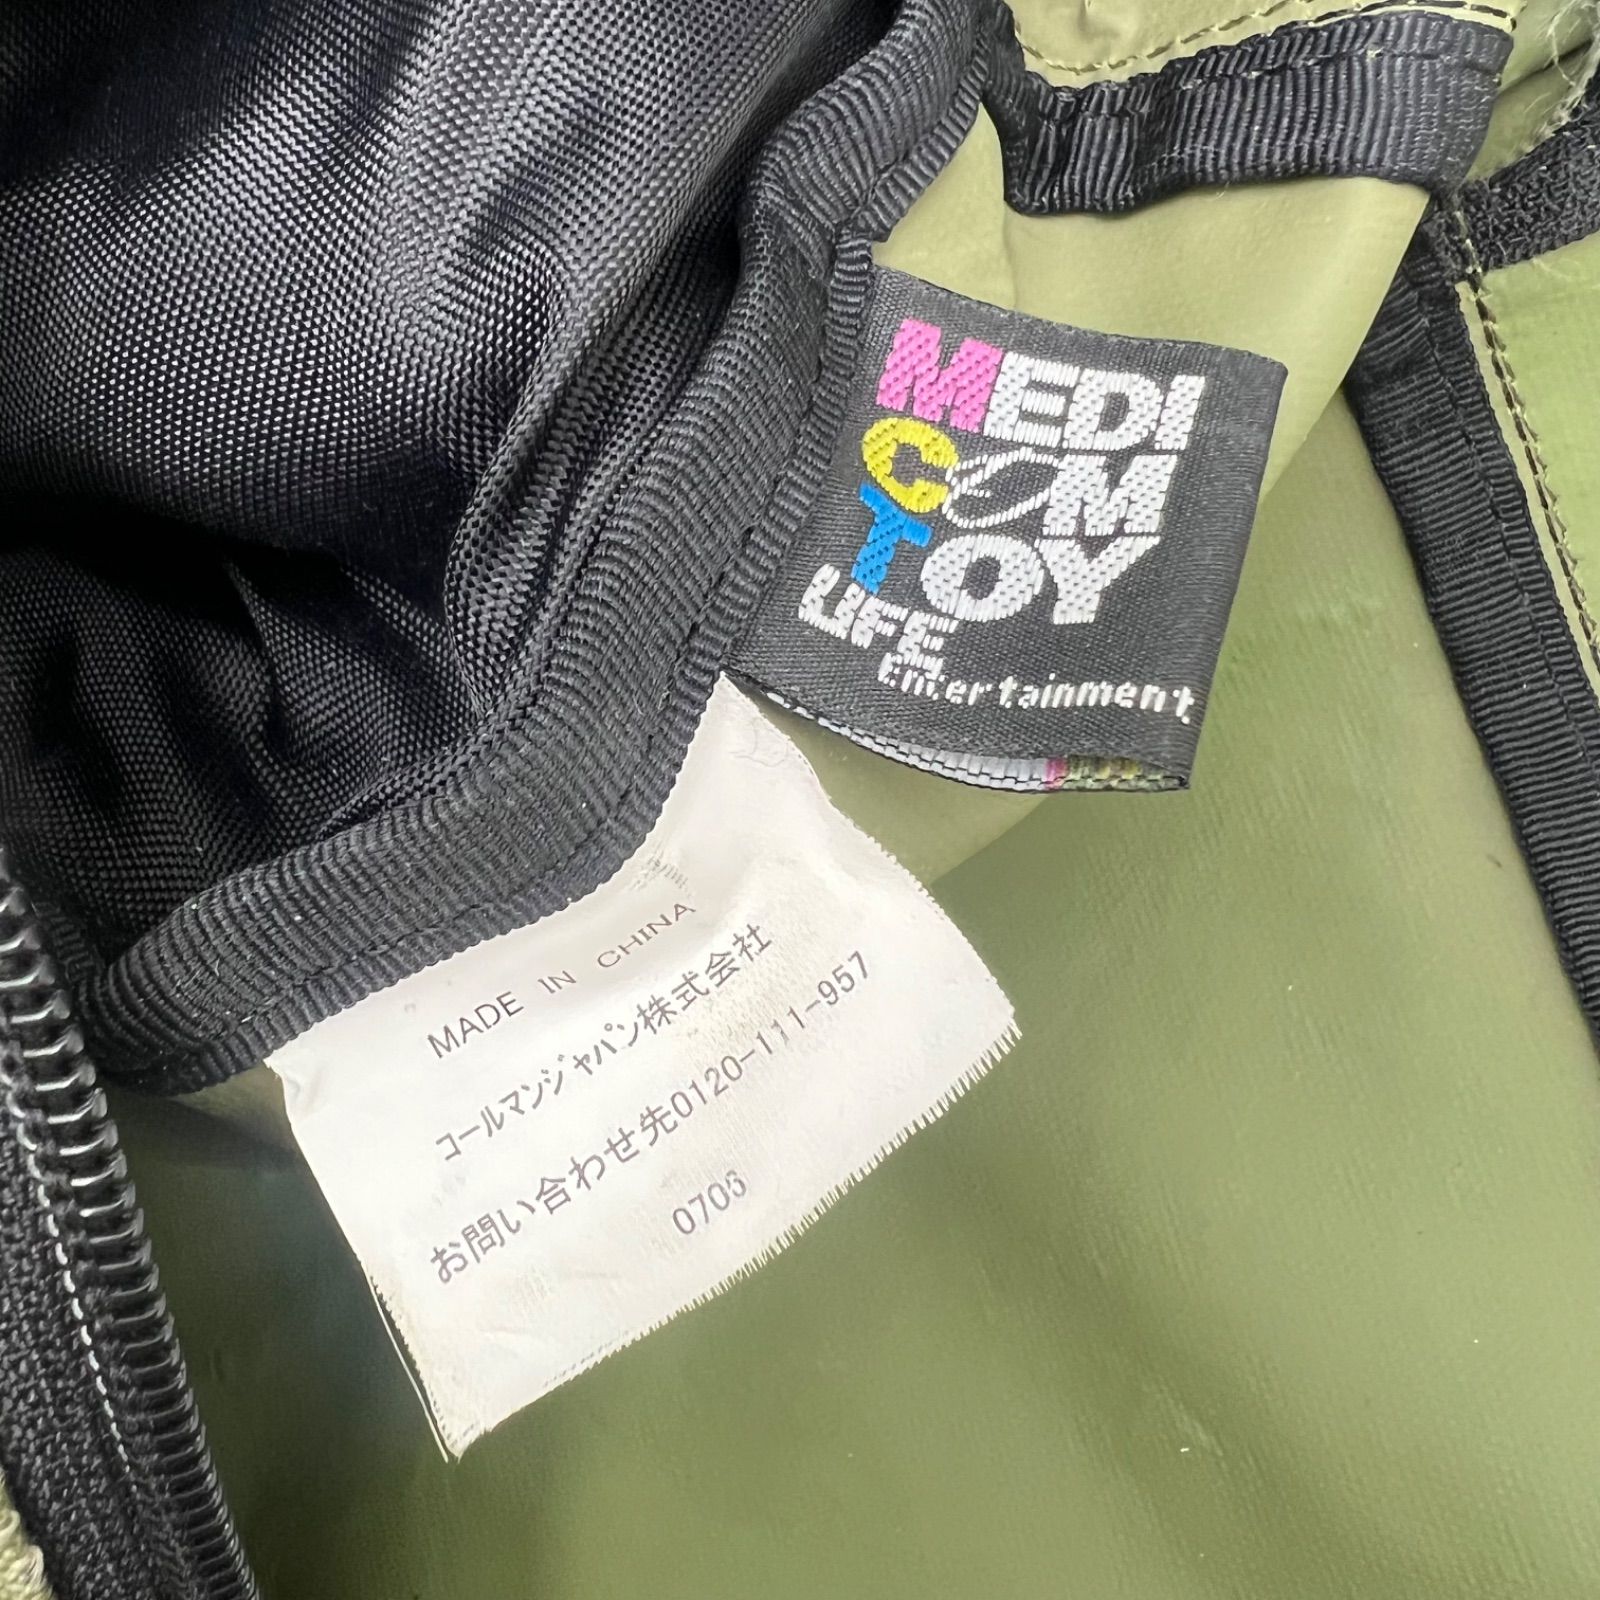 MEDI
COM
TOY
LIFE
Entertainment
MADE IN CHINA
コールマンジャパン株式会社
お問い合わせ先0120-111-957
0706